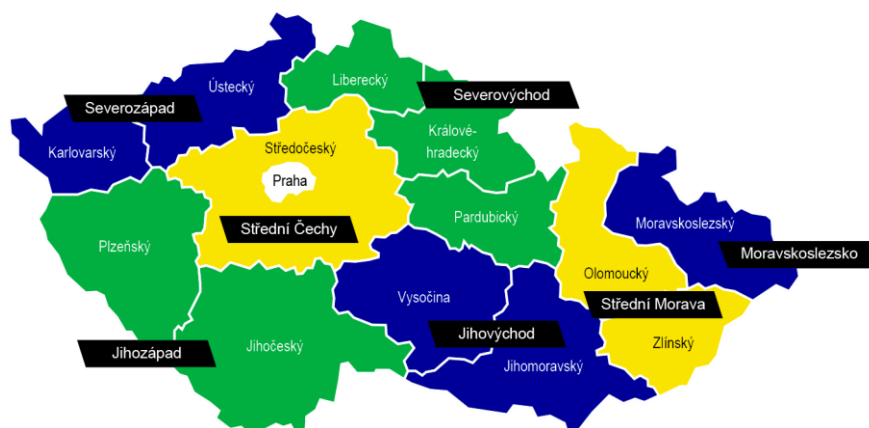 Ústecký
Liberecký
Severozápad
Severovýchod
Karlovarský
Středočeský
Králové-
hradecký
Praha
Pardubický
Moravskoslezský
Plzeňský
Střední Čechy
Moravskoslezsko
Olomoucký
Vysočina
Střední Morava
Jihovýchod
Jihozápad
Jihočeský
Zlínský
Jihomoravský